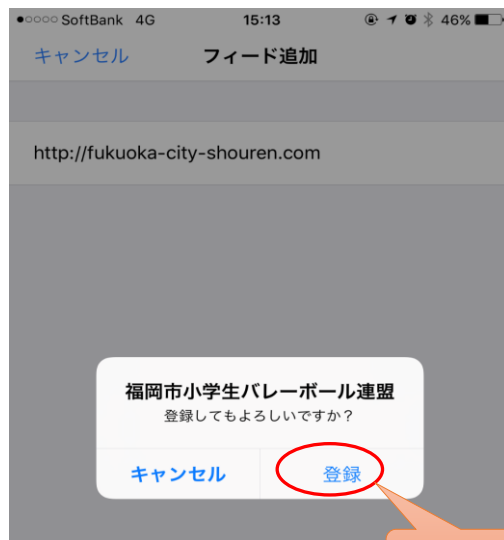 ●○○○○ SoftBank 4G 15:13 46%
キャンセル フィード追加
http://fukuoka-city-shouren.com
福岡市小学生バレーボール連盟
登録してもよろしいですか？
キャンセル 登録